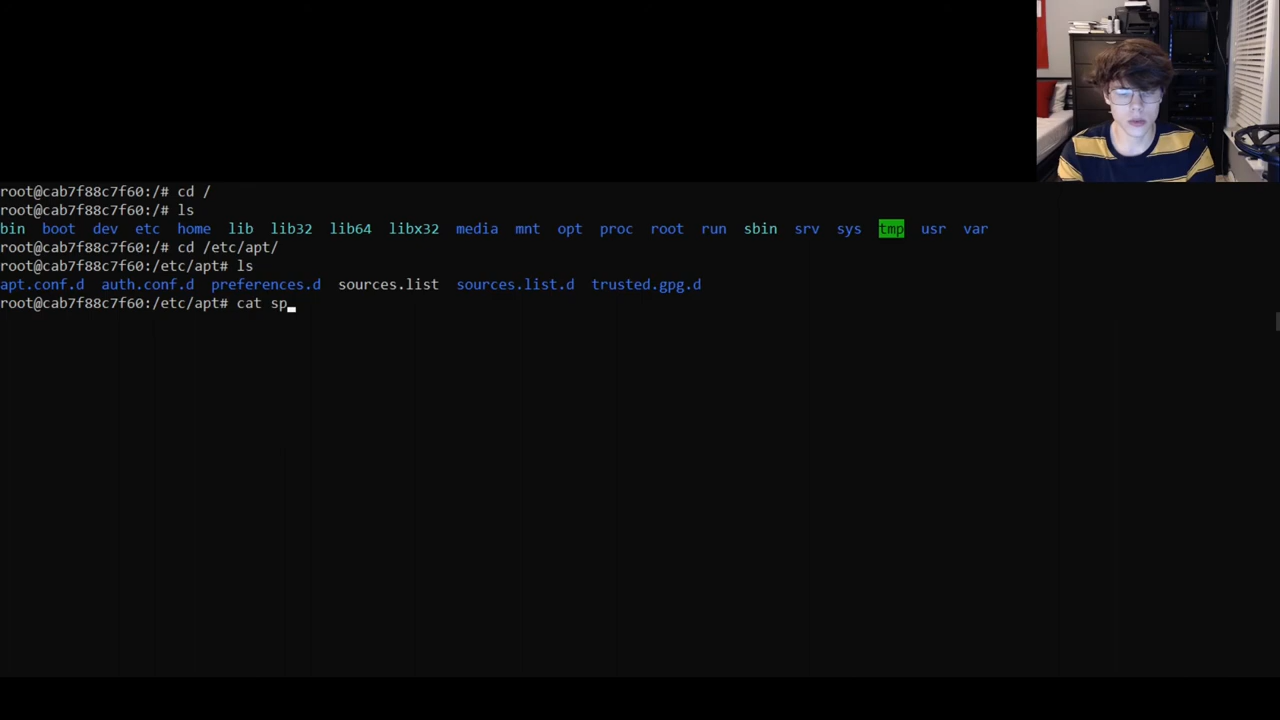 root@cab7f88c7f60:/# cd /
root@cab7f88c7f60:/# ls
bin boot dev etc home lib lib32 lib64 libx32 media mnt opt proc root run sbin srv sys tmp usr var
root@cab7f88c7f60:/# cd /etc/apt/
root@cab7f88c7f60:/etc/apt# ls
apt.conf.d auth.conf.d preferences.d sources.list sources.list.d trusted.gpg.d
root@cab7f88c7f60:/etc/apt# cat sp